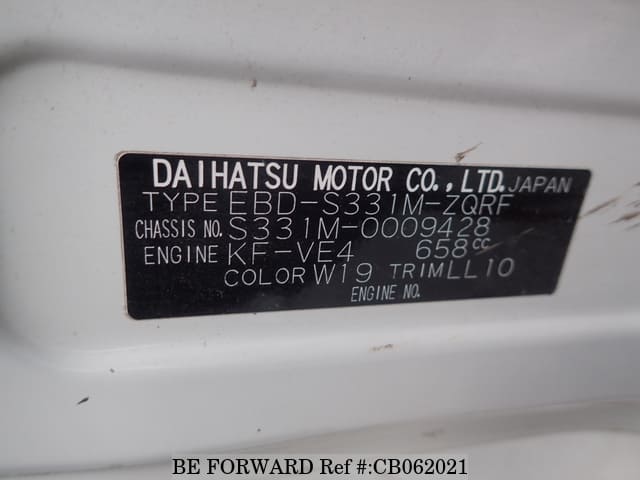 DAIHATSU MOTOR CO.,LTD. JAPAN
TYPE EBD-S331M-ZQRF
CHASSIS NO. S331M-0009428
ENGINE KF-VE4 658cc
COLOR W19 TRIM LL10
ENGINE NO.
BE FORWARD Ref #:CB062021